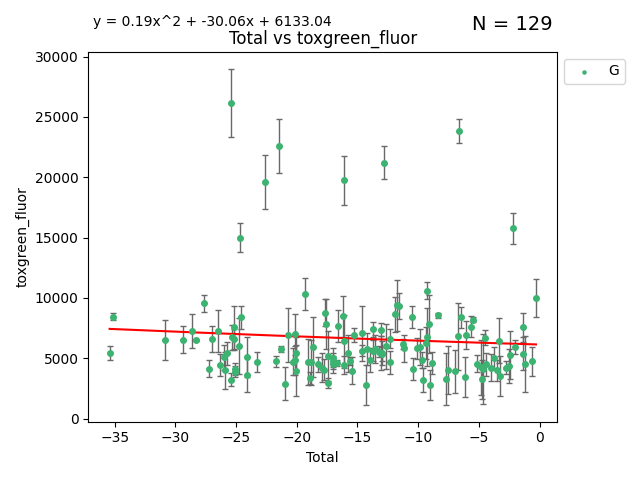 y = 0.19x^2 + -30.06x + 6133.04
N = 129
Total vs toxgreen_fluor
G
30000
25000
20000
15000
10000
5000
0
toxgreen_fluor
−35 −30 −25 −20 −15 −10 −5 0
Total